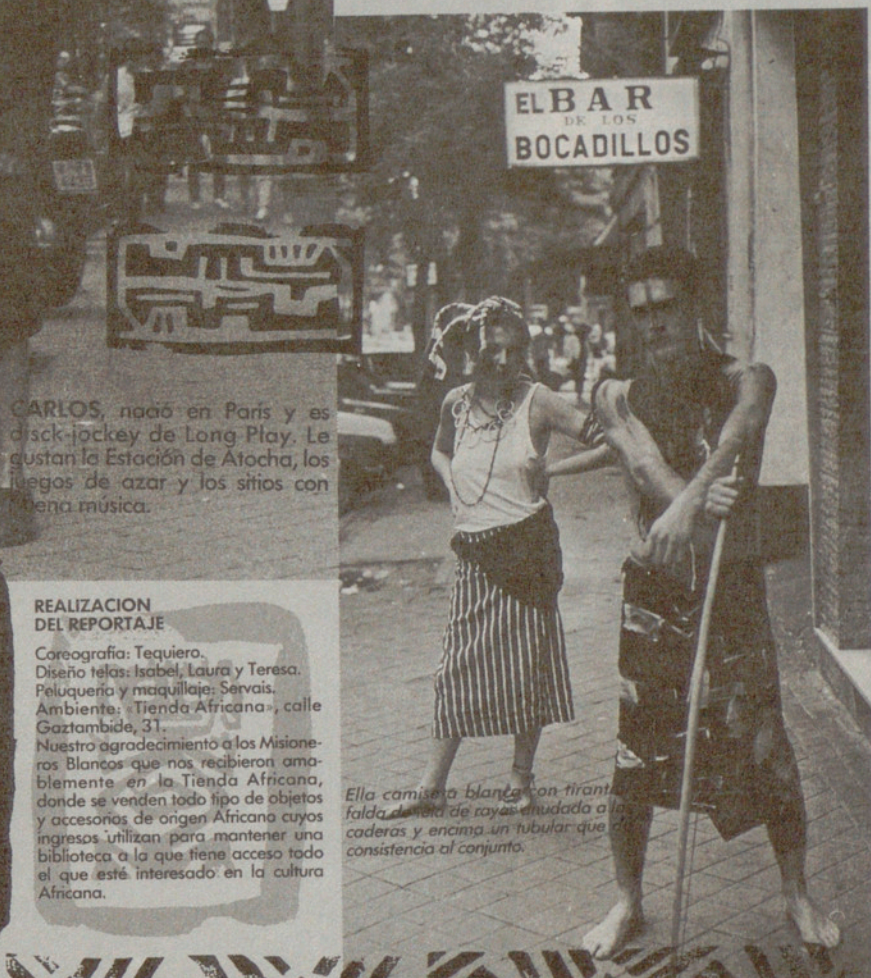 EL BAR
DE LOS
BOCADILLOS
CARLOS, nació en París y es
disck-jockey de Long Play. Le
gustan la Estación de Atocha, los
juegos de azar y los sitios con
buena música.
REALIZACION
DEL REPORTAJE
Coreografía: Tequiero.
Diseño telas: Isabel, Laura y Teresa.
Peluquería y maquillaje: Servais.
Ambiente: «Tienda Africana», calle
Gaztambide, 31.
Nuestro agradecimiento a los Misione-
ros Blancos que nos recibieron ama-
blemente en la Tienda Africana,
donde se venden todo tipo de objetos
y accesorios de origen Africana cuyos
ingresos utilizan para mantener una
biblioteca a la que tiene acceso todo
el que esté interesado en la cultura
Africana.
Ella camiseta blanca con
falda de tela de rayas anudada a
caderas y encima un tubular que
consistencia al conjunto.